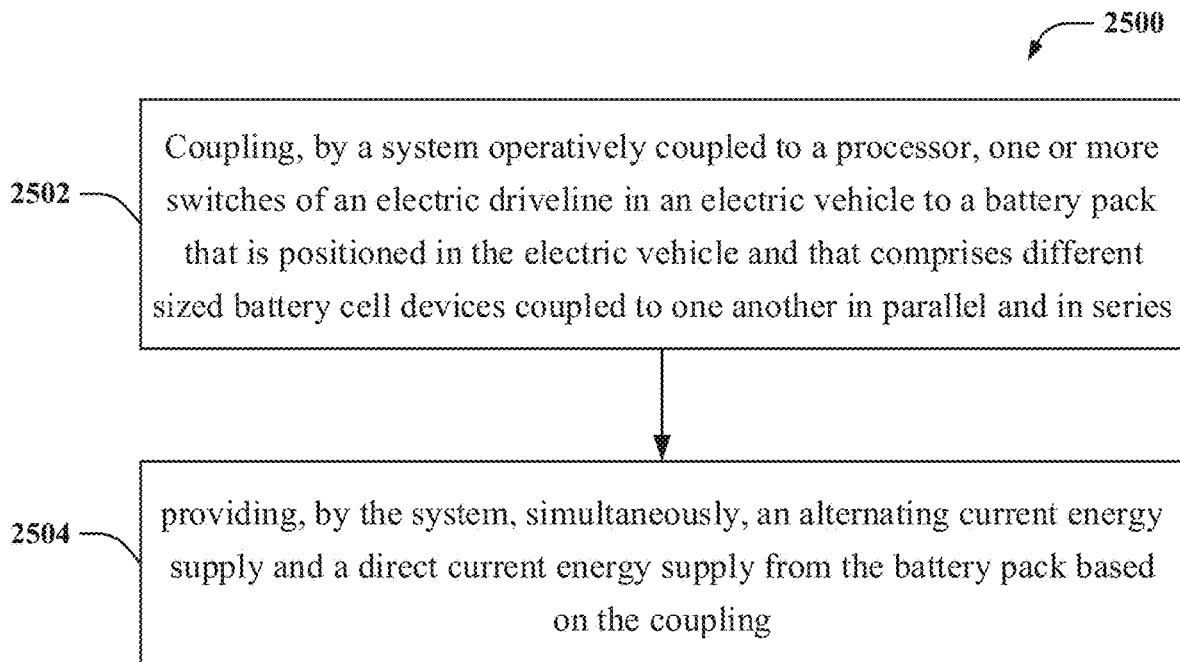 2500
Coupling, by a system operatively coupled to a processor, one or more
2502
switches of an electric driveline in an electric vehicle to a battery pack
that is positioned in the electric vehicle and that comprises different
sized battery cell devices coupled to one another in parallel and in series
2504
providing, by the system, simultaneously, an alternating current energy
supply and a direct current energy supply from the battery pack based
on the coupling